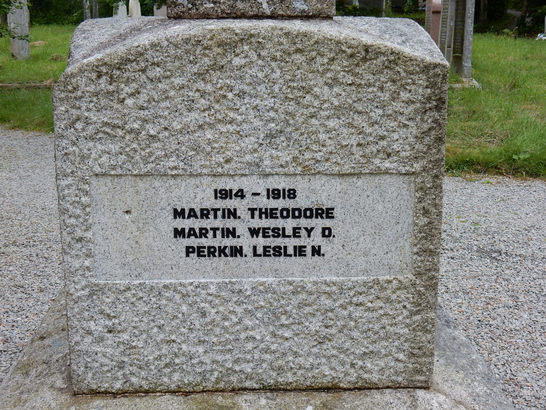 1914 – 1918
MARTIN. THEODORE
MARTIN. WESLEY D.
PERKIN. LESLIE N.